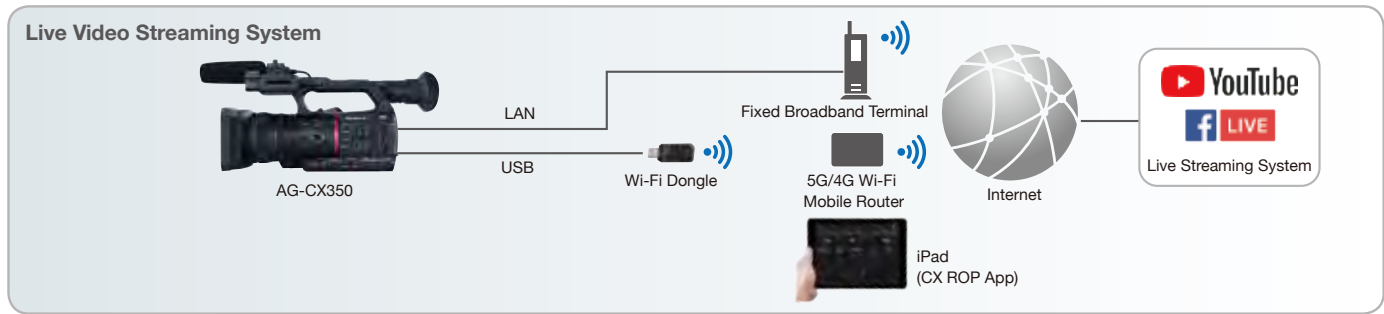 Live Video Streaming System
AG-CX350
LAN
USB
Wi-Fi Dongle
Fixed Broadband Terminal
5G/4G Wi-Fi
Mobile Router
iPad
(CX ROP App)
Internet
YouTube
f LIVE
Live Streaming System